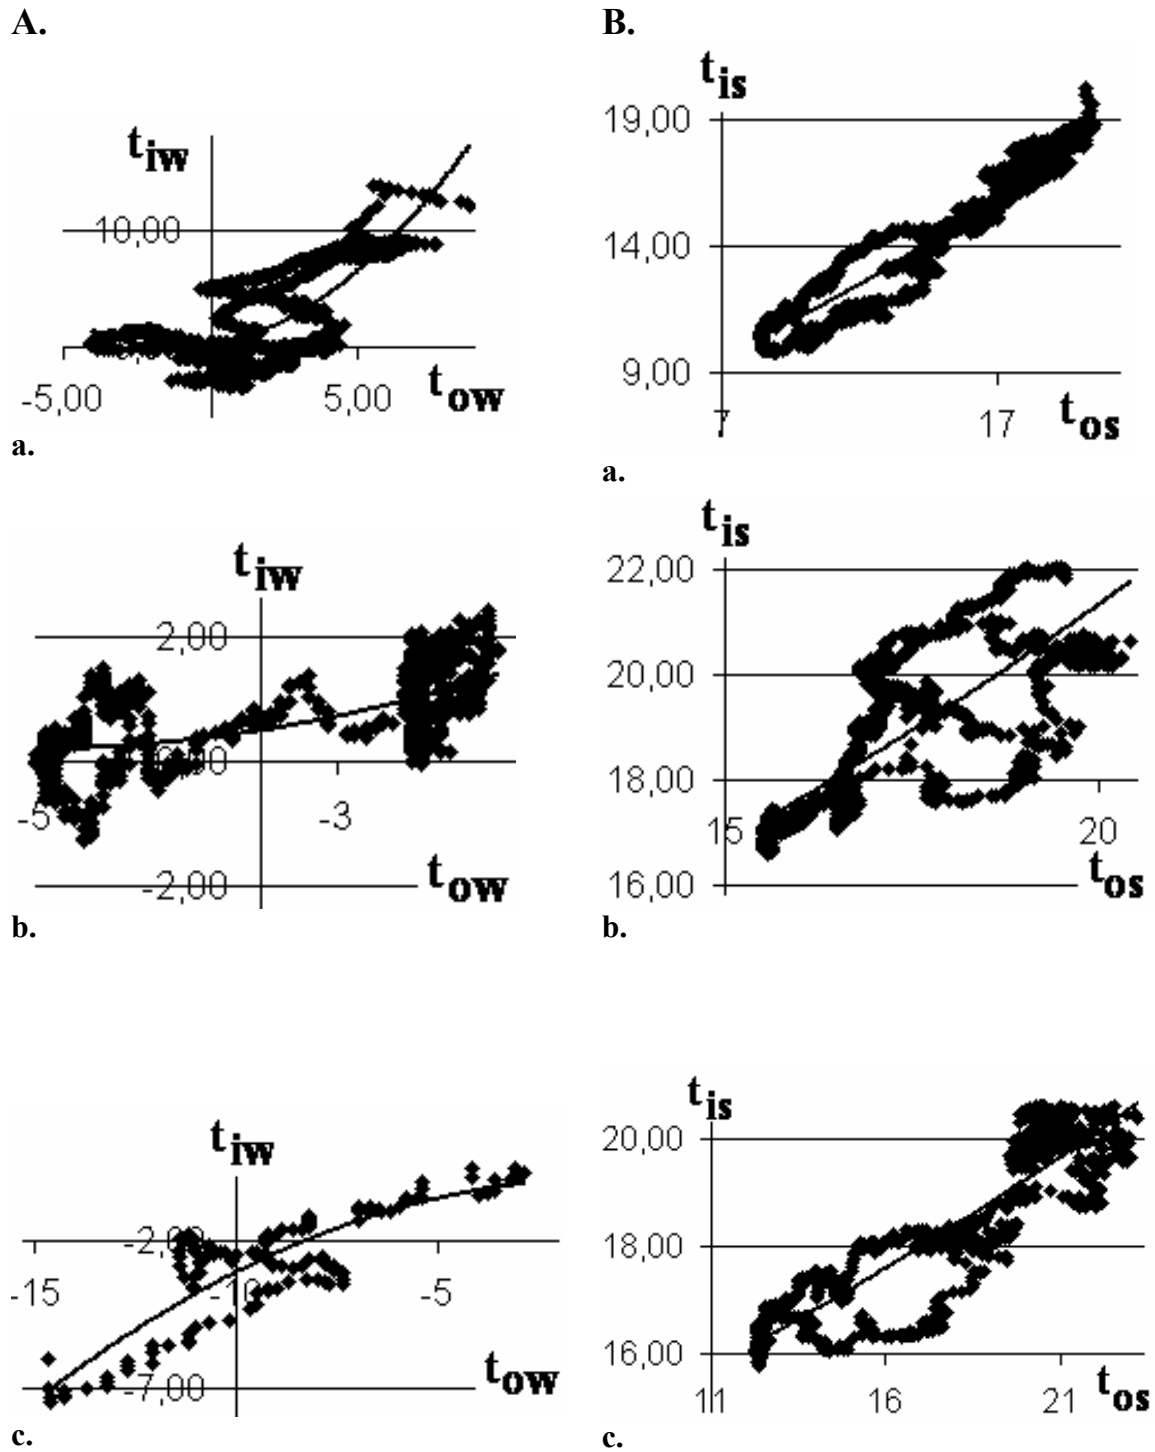 A.
t_iw
10,00
-5,00
5,00
t_ow
a.
t_iw
2,00
-3
-2,00
t_ow
b.
t_iw
-2,00
-15
-10
-5
-7,00
t_ow
c.
B.
t_is
19,00
14,00
9,00
7
17
t_os
a.
t_is
22,00
20,00
18,00
15
20
16,00
t_os
b.
t_is
20,00
18,00
16,00
11
16
21
t_os
c.